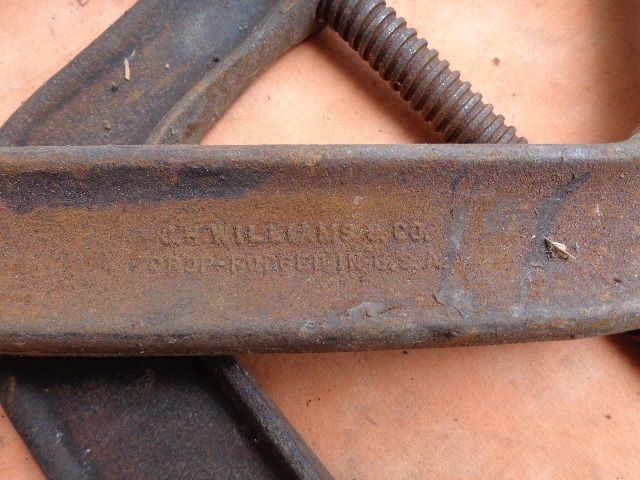 J.H. WILLIAMS & CO.
DROP-FORGED IN U.S.A.